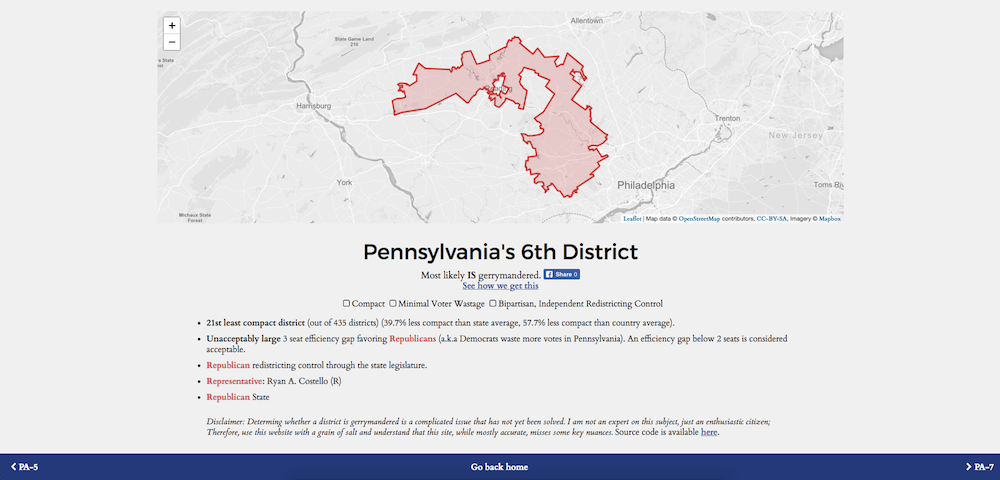 +
−
Allentown
State Game Land
210
State
est
Reading
Harrisburg
Trenton
New Jersey
York
Philadelphia
Toms Riv
Michaux State
Forest
Leaflet | Map data © OpenStreetMap contributors, CC-BY-SA, Imagery © Mapbox
Pennsylvania's 6th District
Most likely IS gerrymandered. Share 0
See how we get this
Compact Minimal Voter Wastage Bipartisan, Independent Redistricting Control
• 21st least compact district (out of 435 districts) (39.7% less compact than state average, 57.7% less compact than country average).
• Unacceptably large 3 seat efficiency gap favoring Republicans (a.k.a Democrats waste more votes in Pennsylvania). An efficiency gap below 2 seats is considered
acceptable.
• Republican redistricting control through the state legislature.
• Representative: Ryan A. Costello (R)
• Republican State
Disclaimer: Determing whether a district is gerrymandered is a complicated issue that has not yet been solved. I am not an expert on this subject, just an enthusiastic citizen;
Therefore, use this website with a grain of salt and understand that this site, while mostly accurate, misses some key nuances. Source code is available here.
PA-5 Go back home PA-7